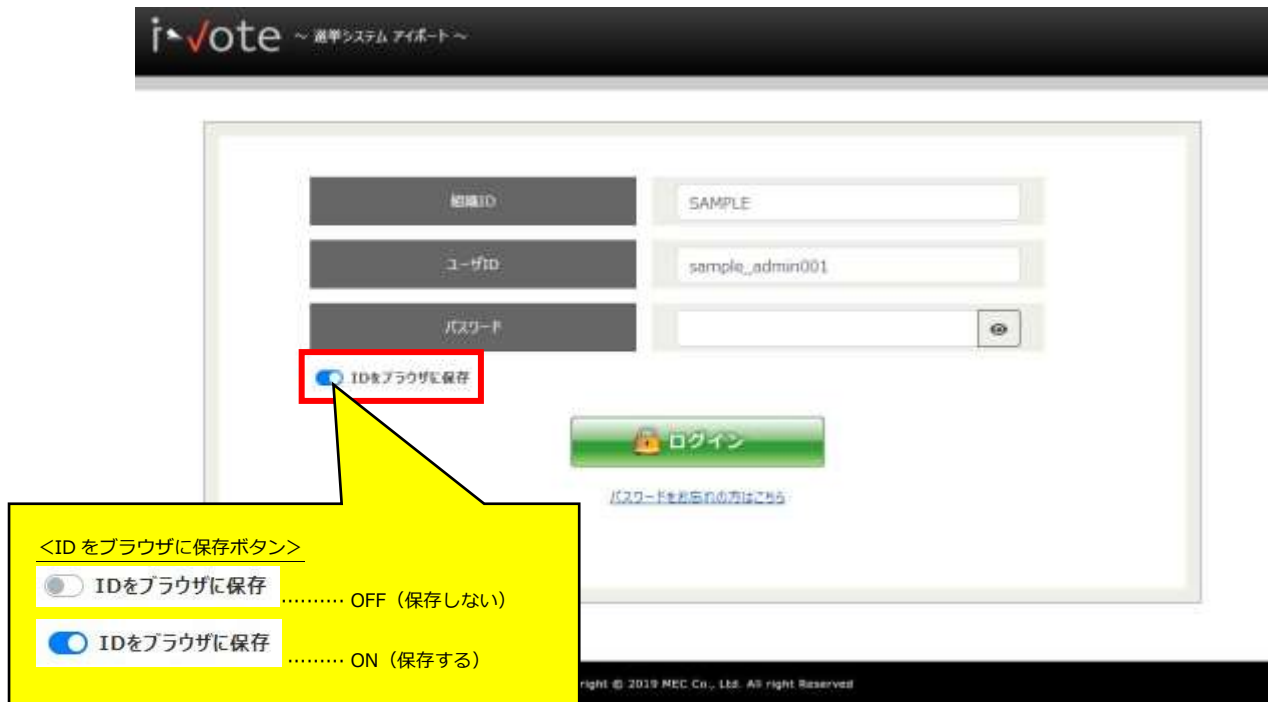 i-√ote ～ 選挙システム アイボート～
組織ID
SAMPLE
ユーザID
sample_admin001
パスワード
IDをブラウザに保存
ログイン
パスワードをお忘れの方はこちら
＜ID をブラウザに保存ボタン＞
IDをブラウザに保存 ………. OFF（保存しない）
IDをブラウザに保存 ……… ON（保存する）
right © 2019 MEC Co., Ltd. All right Reserved